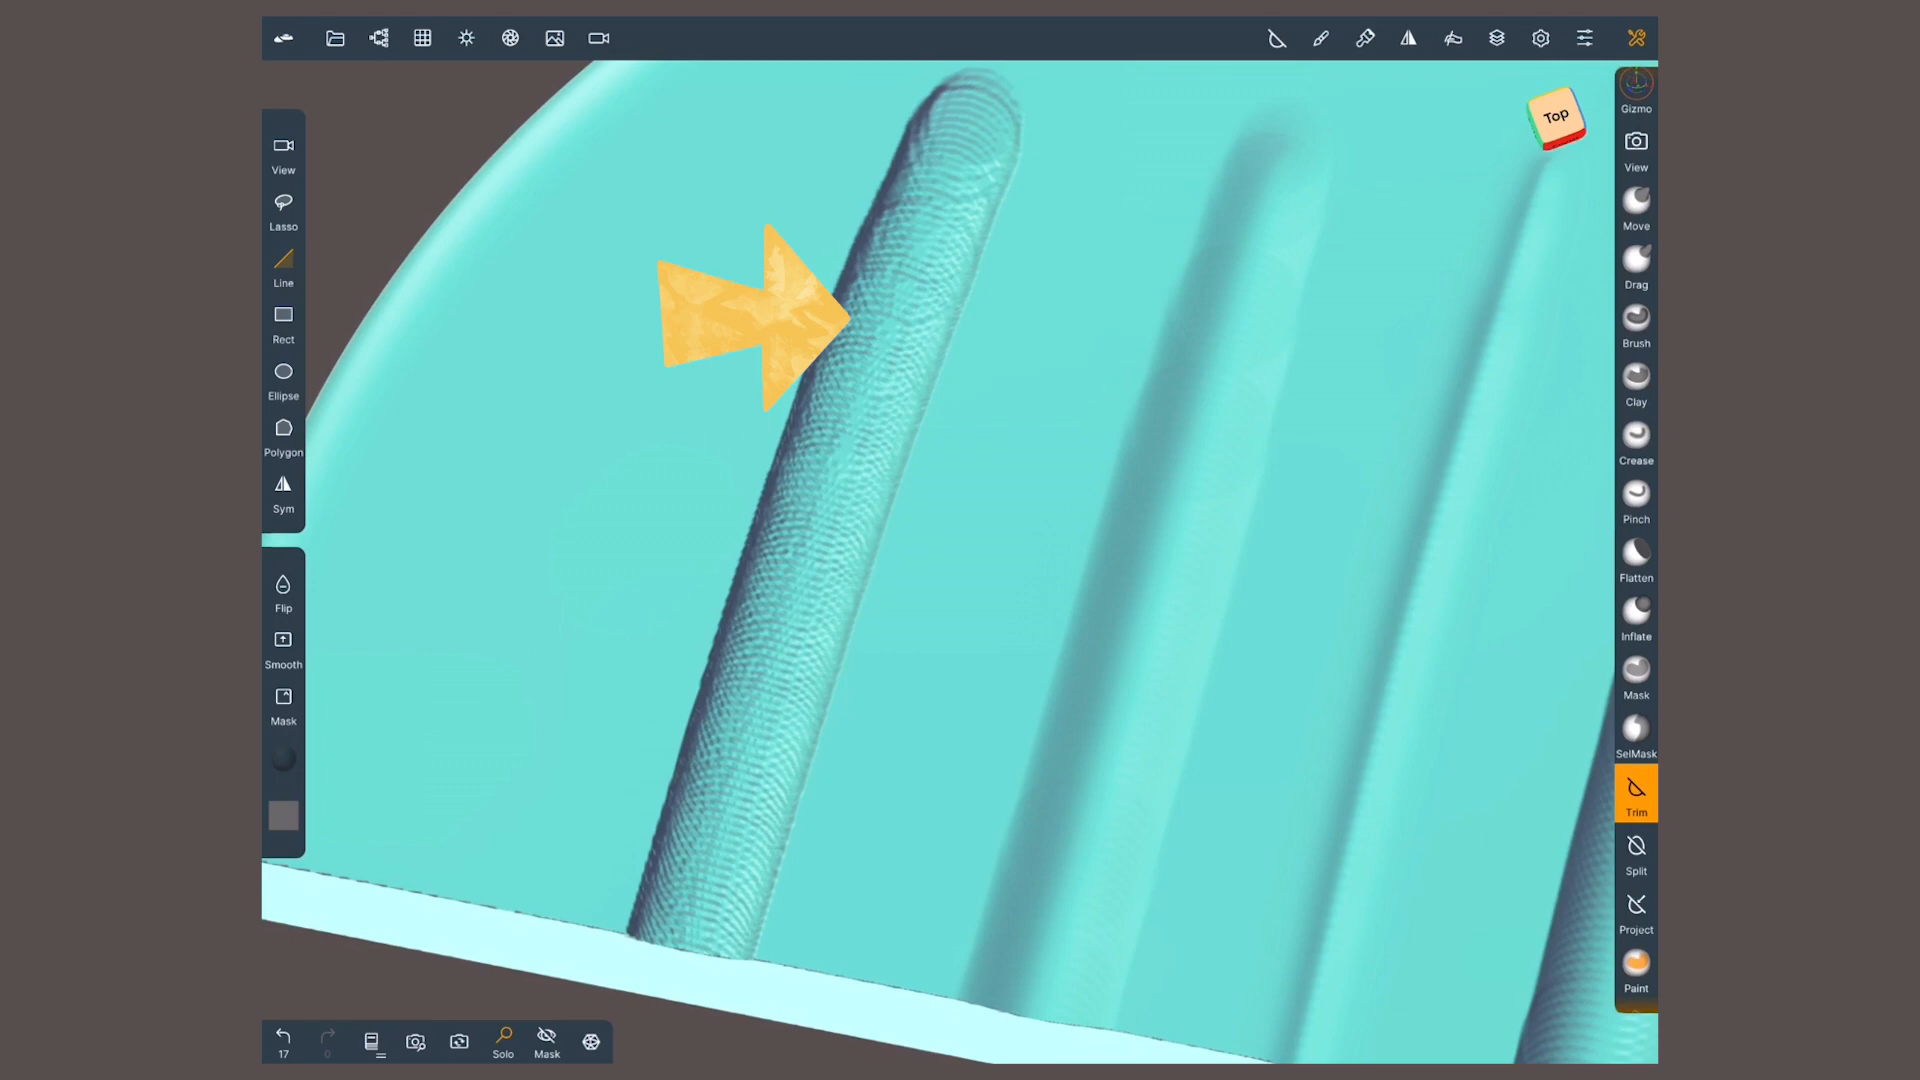 View
Lasso
Line
Rect
Ellipse
Polygon
Sym
Flip
Smooth
Mask
17
0
Solo
Mask
Top
Gizmo
View
Move
Drag
Brush
Clay
Crease
Pinch
Flatten
Inflate
Mask
SelMask
Trim
Split
Project
Paint